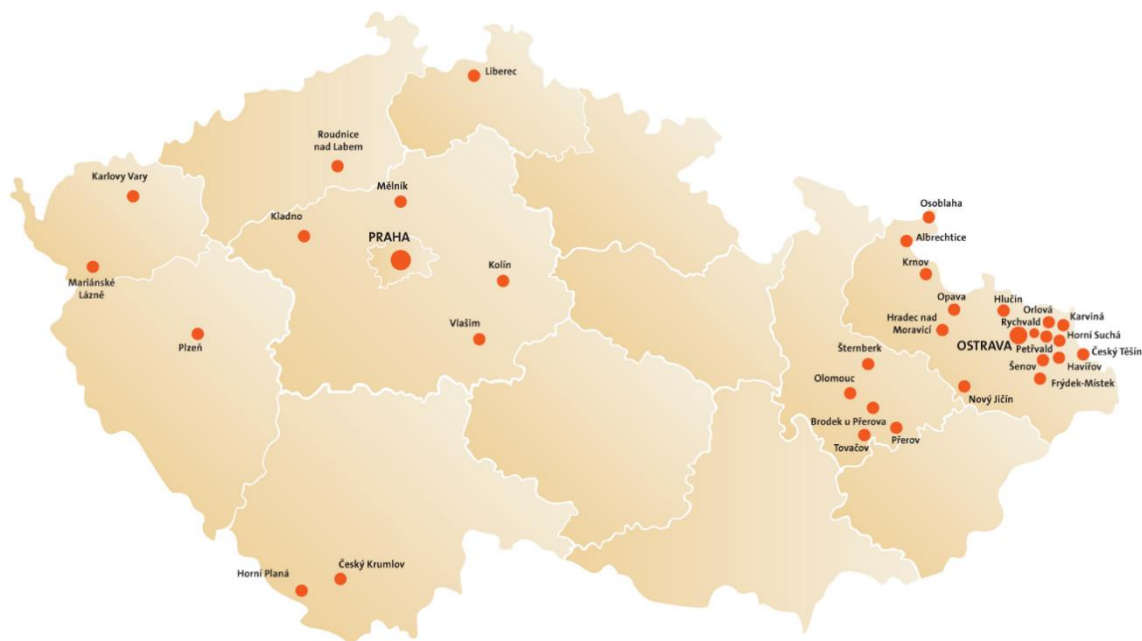 Liberec
Roudnice
nad Labem
Karlovy Vary
Mělník
Kladno
PRAHA
Kolín
Mariánské
Lázně
Vlašim
Plzeň
Horní Planá
Český Krumlov
Osoblaha
Albrechtice
Krnov
Opava
Hlučín
Orlová
Karviná
Hradec nad
Moravicí
Rychvald
Horní Suchá
OSTRAVA
Petřvald
Český Těšín
Šenov
Havířov
Frýdek-Místek
Nový Jičín
Šternberk
Olomouc
Brodek u Přerova
Přerov
Tovačov